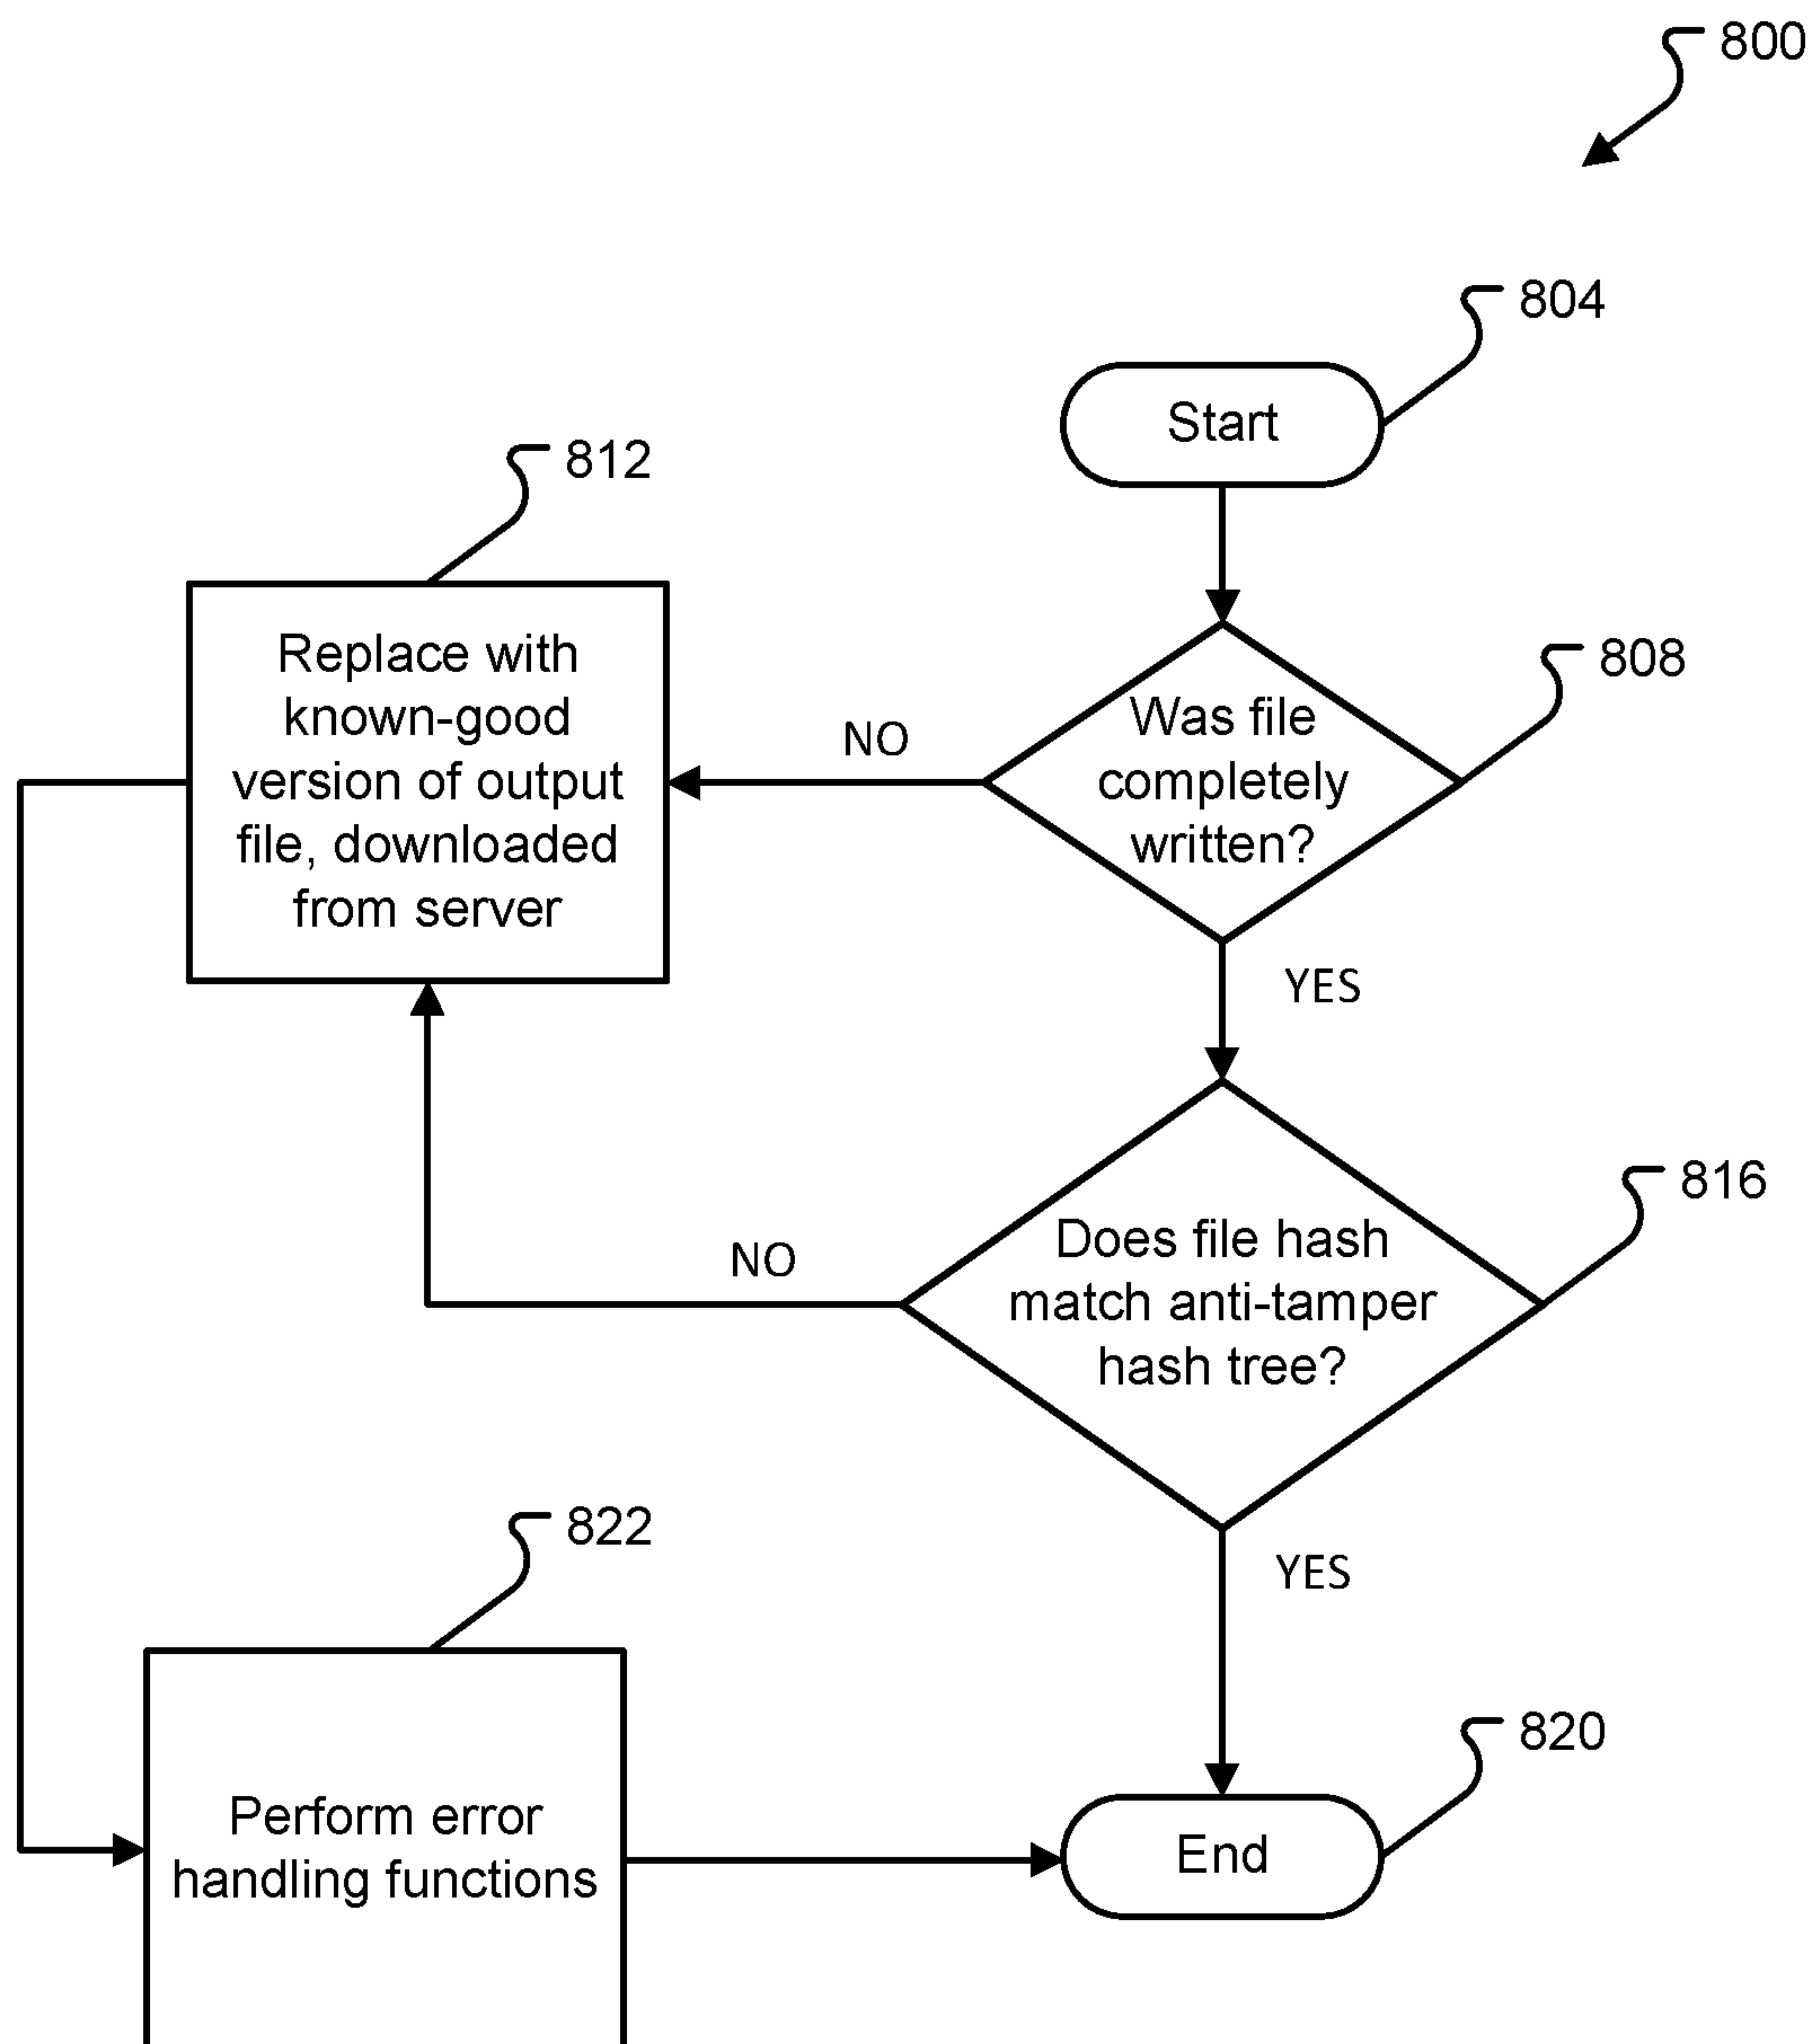 800
804
Start
812
808
Replace with
known-good
version of output
file, downloaded
from server
NO
Was file
completely
written?
YES
816
NO
Does file hash
match anti-tamper
hash tree?
822
YES
820
Perform error
handling functions
End